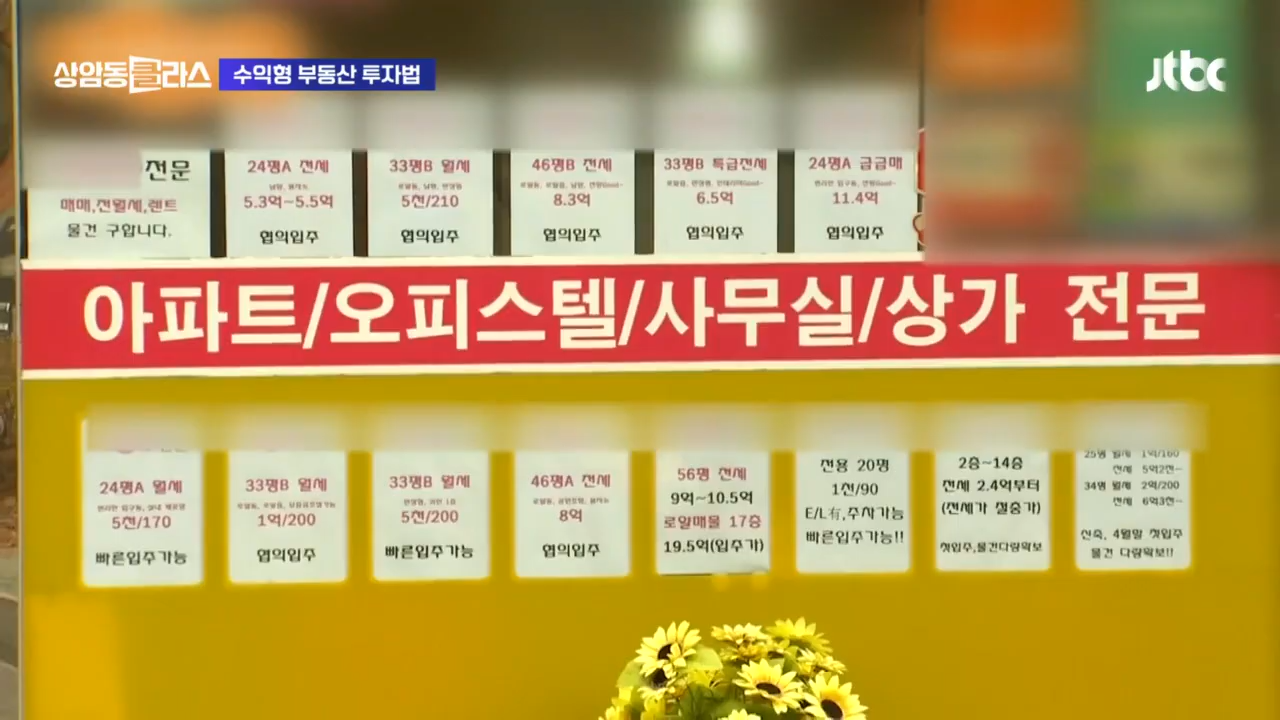 상암동클라스 수익형 부동산 투자법
jtbc
전문
매매,전월세,렌트
물건 구합니다.
24평A 전세
5.3억~5.5억
협의입주
33평B 월세
5천/210
협의입주
46평B 전세
8.3억
협의입주
33평B 특급전세
6.5억
협의입주
24평A 급급매
11.4억
협의입주
아파트/오피스텔/사무실/상가 전문
24평A 월세
5천/170
빠른입주가능
33평B 월세
1억/200
협의입주
33평B 월세
5천/200
빠른입주가능
46평A 전세
8억
협의입주
56평 전세
9억~10.5억
로얄매물 17층
19.5억(입주가)
전용 20평
1천/90
E/L有,주차가능
빠른입주가능!!
2층~14층
전세 2.4억부터
(전세가 절충가)
첫입주,물건다량확보
25평 월세 1억/160
전세 5억2천~
34평 월세 2억/200
전세 6억3천~
신축, 4월말 첫입주
물건 다량확보!!